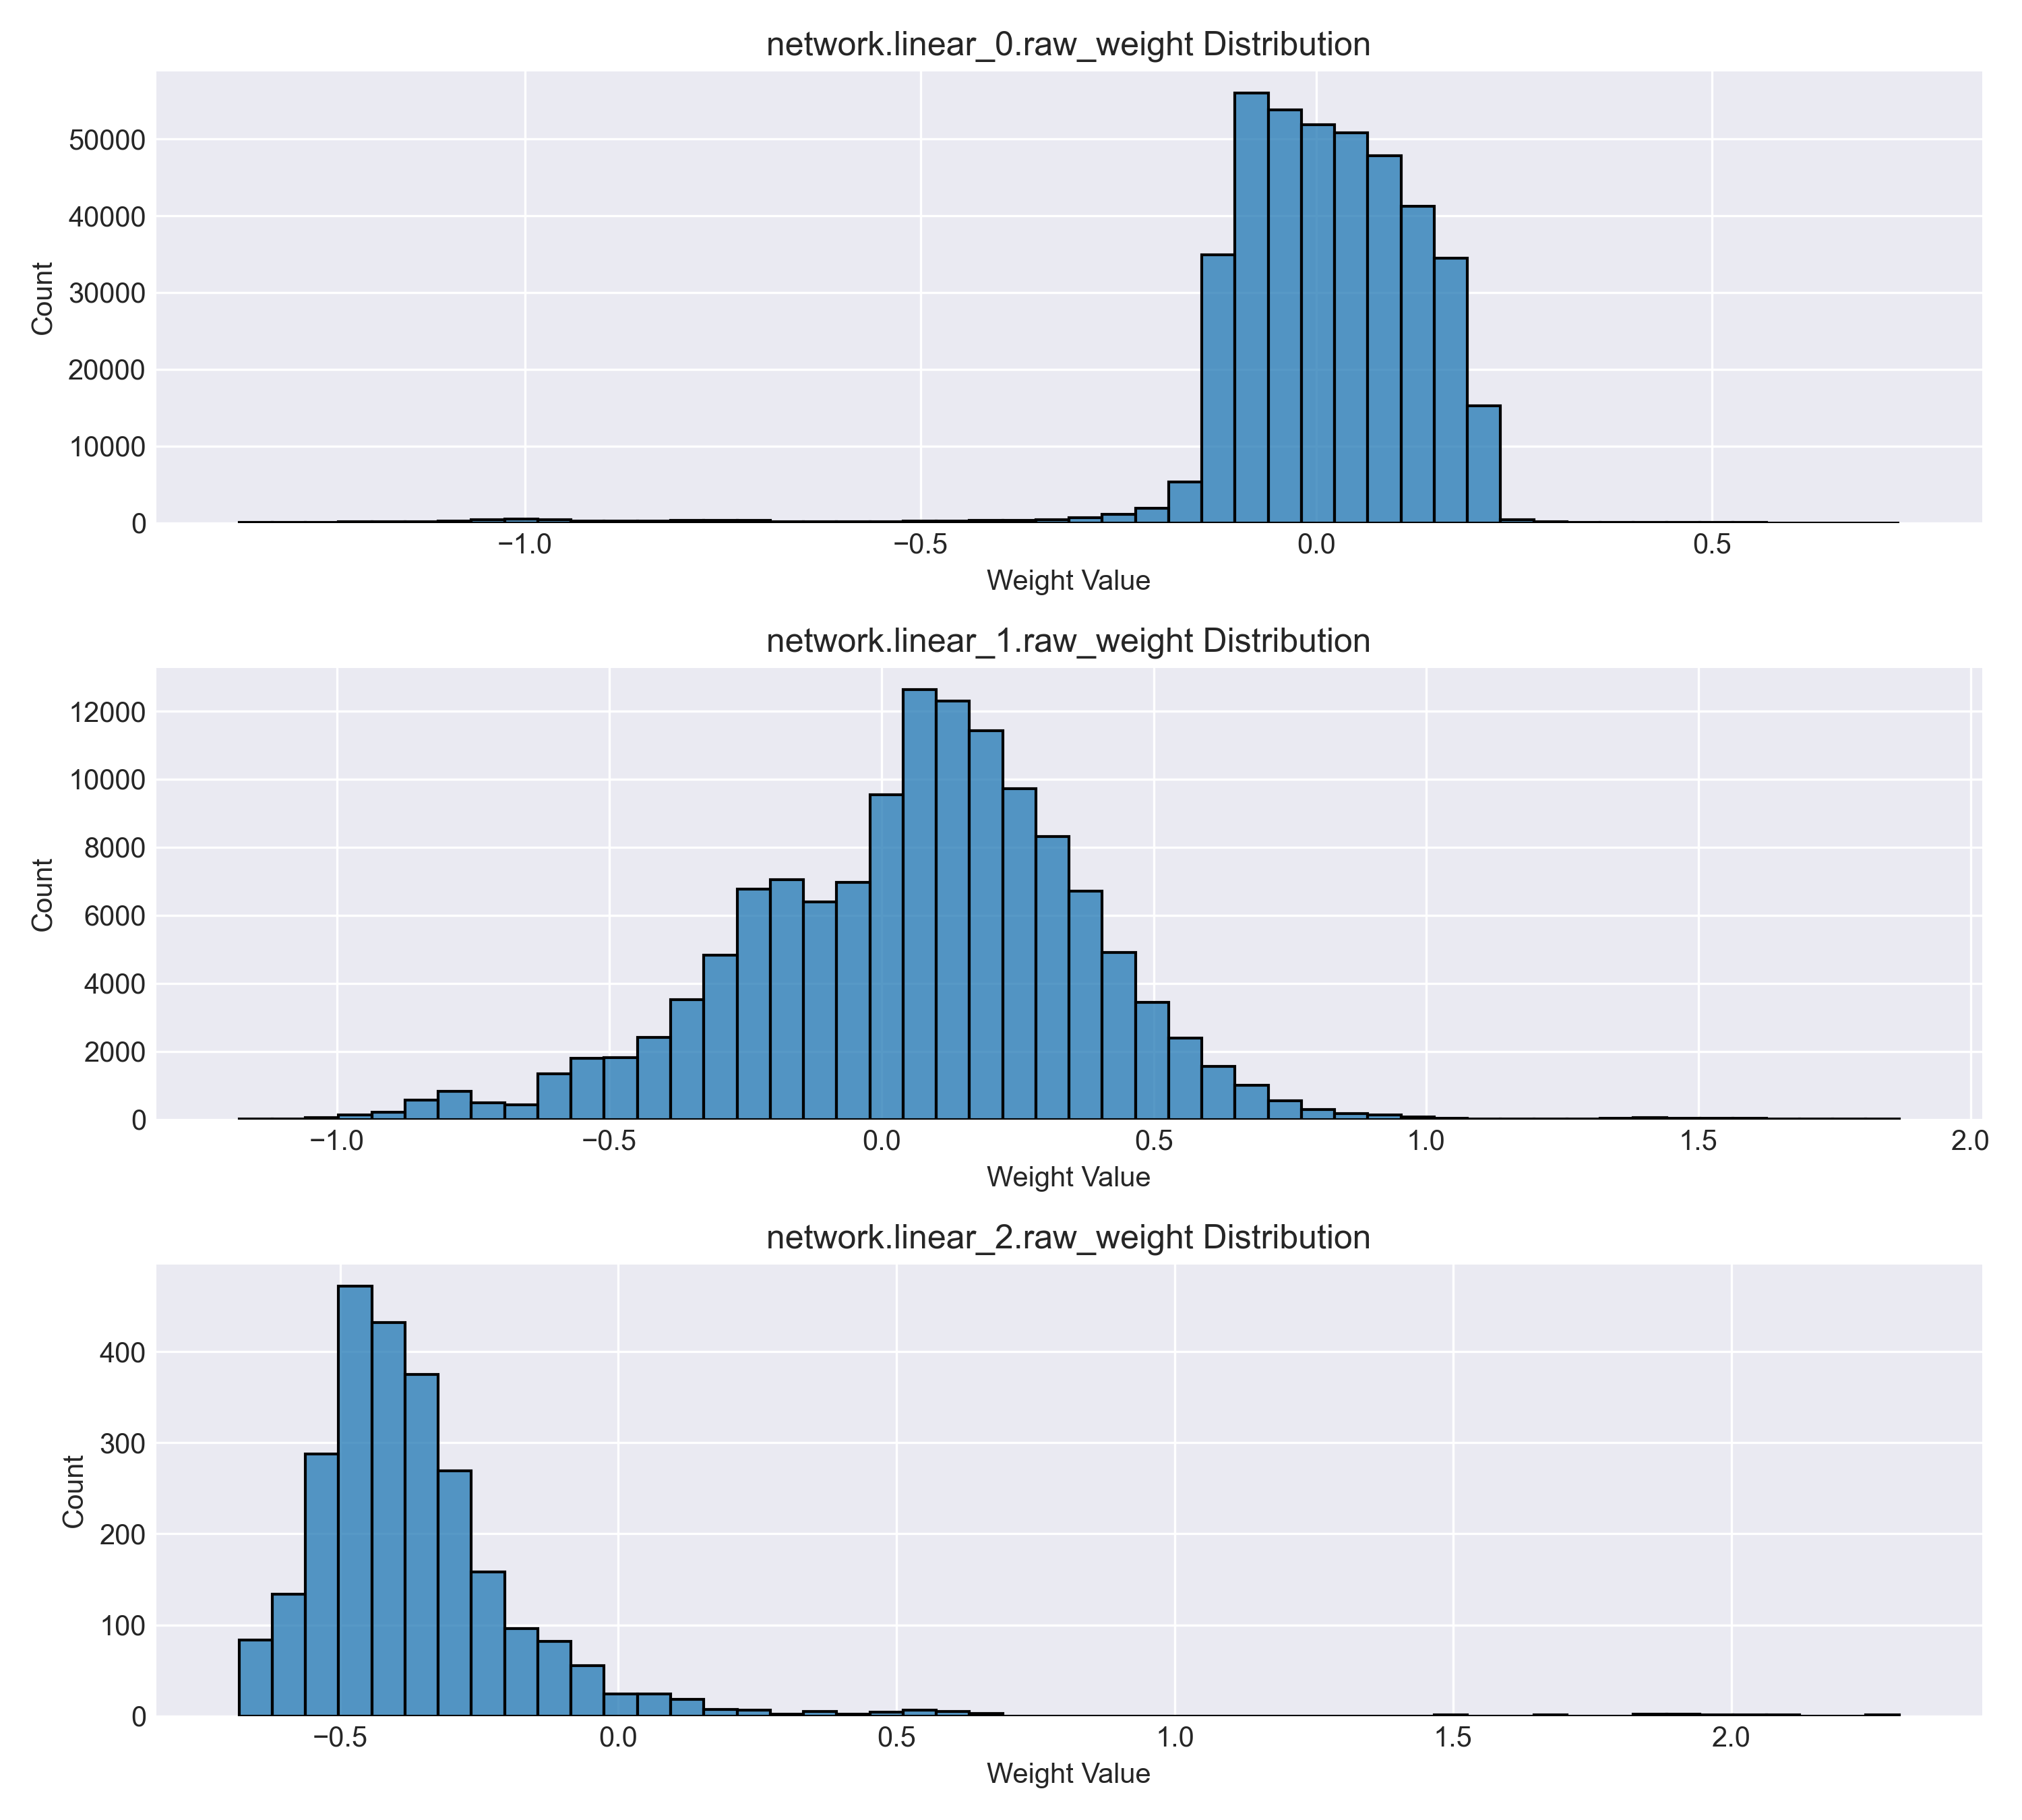 network.linear_0.raw_weight Distribution
50000
40000
30000
20000
10000
0
Count
−1.0 −0.5 0.0 0.5
Weight Value
network.linear_1.raw_weight Distribution
12000
10000
8000
6000
4000
2000
0
Count
−1.0 −0.5 0.0 0.5 1.0 1.5 2.0
Weight Value
network.linear_2.raw_weight Distribution
400
300
200
100
0
Count
−0.5 0.0 0.5 1.0 1.5 2.0
Weight Value